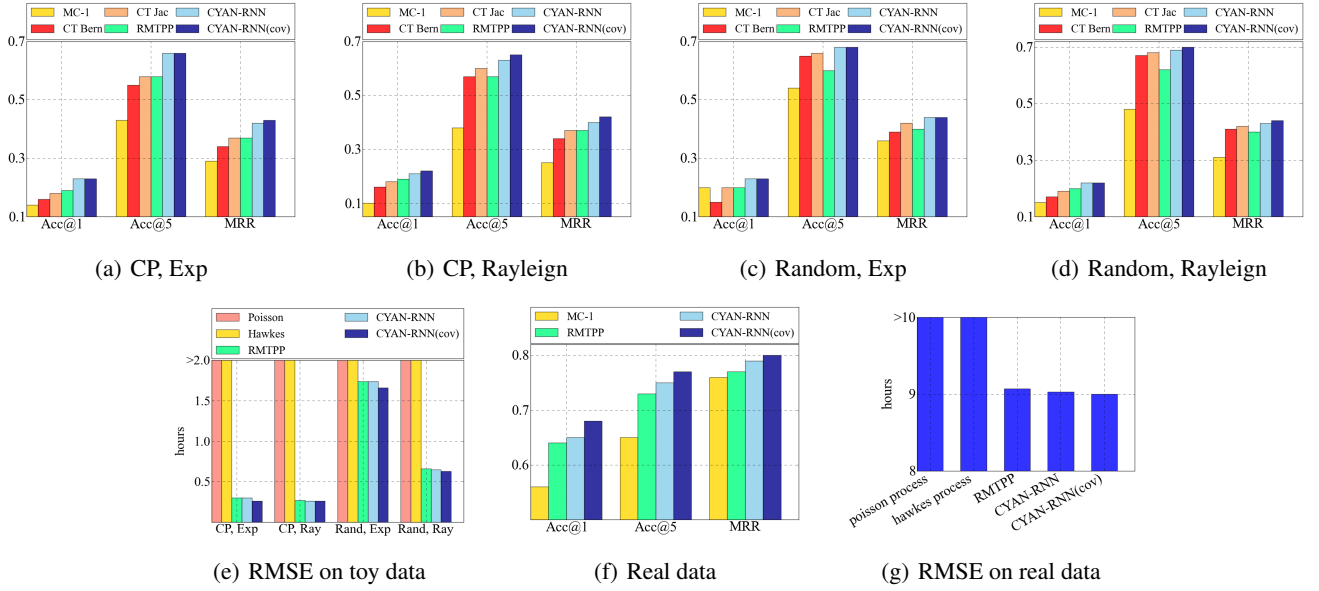 MC-1 CT Jac CYAN-RNN
CT Bern RMTPP CYAN-RNN(cov)
0.7
0.5
0.3
0.1
Acc@1 Acc@5 MRR
(a) CP, Exp
MC-1 CT Jac CYAN-RNN
CT Bern RMTPP CYAN-RNN(cov)
0.7
0.5
0.3
0.1
Acc@1 Acc@5 MRR
(b) CP, Rayleign
MC-1 CT Jac CYAN-RNN
CT Bern RMTPP CYAN-RNN(cov)
0.7
0.5
0.3
0.1
Acc@1 Acc@5 MRR
(c) Random, Exp
MC-1 CT Jac CYAN-RNN
CT Bern RMTPP CYAN-RNN(cov)
0.7
0.5
0.3
0.1
Acc@1 Acc@5 MRR
(d) Random, Rayleign
Poisson CYAN-RNN
Hawkes CYAN-RNN(cov)
RMTPP
>2.0
1.5
1.0
0.5
hours
CP, Exp CP, Ray Rand, Exp Rand, Ray
(e) RMSE on toy data
MC-1 CYAN-RNN
RMTPP CYAN-RNN(cov)
0.8
0.7
0.6
Acc@1 Acc@5 MRR
(f) Real data
>10
9
8
hours
poisson process
hawkes process
RMTPP
CYAN-RNN
CYAN-RNN(cov)
(g) RMSE on real data